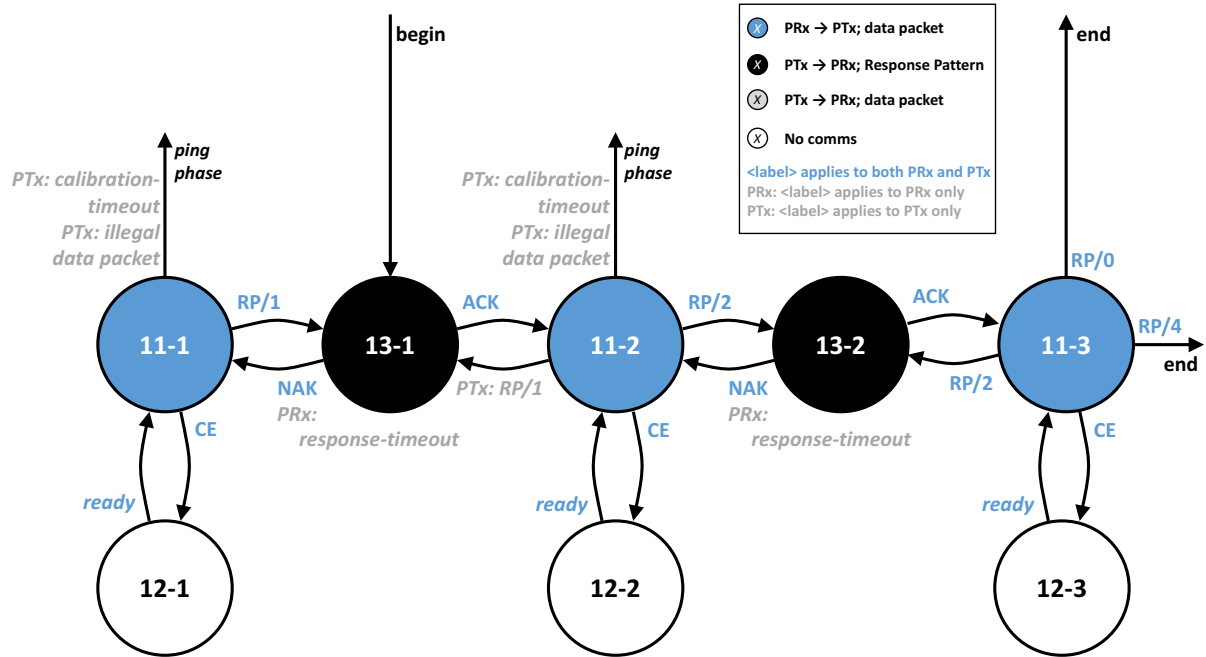 begin
X PRx → PTx; data packet
X PTx → PRx; Response Pattern
X PTx → PRx; data packet
X No comms
<label> applies to both PRx and PTx
PRx: <label> applies to PRx only
PTx: <label> applies to PTx only
end
ping
phase
PTx: calibration-
timeout
PTx: illegal
data packet
ping
phase
PTx: calibration-
timeout
PTx: illegal
data packet
RP/0
11-1
RP/1
13-1
ACK
11-2
RP/2
13-2
ACK
11-3
RP/4
end
NAK
PRx:
response-timeout
PTx: RP/1
NAK
PRx:
response-timeout
RP/2
CE
ready
12-1
CE
ready
12-2
CE
ready
12-3